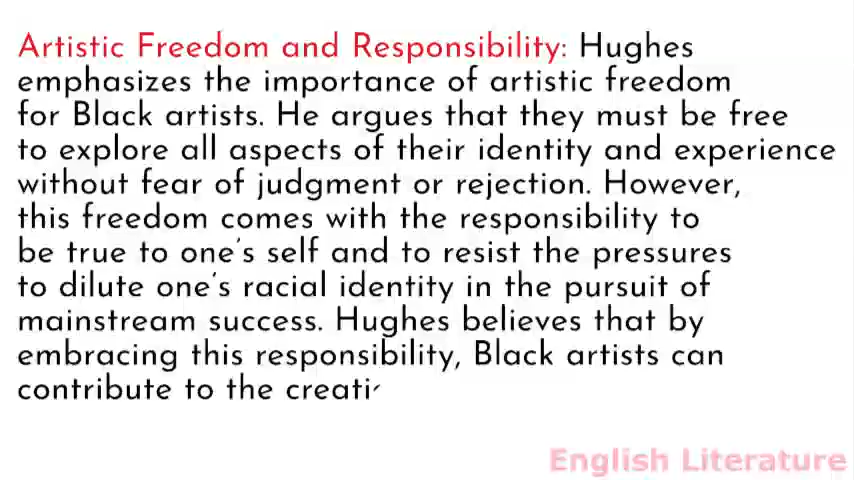 Artistic Freedom and Responsibility: Hughes
emphasizes the importance of artistic freedom
for Black artists. He argues that they must be free
to explore all aspects of their identity and experience
without fear of judgment or rejection. However,
this freedom comes with the responsibility to
be true to one's self and to resist the pressures
to dilute one's racial identity in the pursuit of
mainstream success. Hughes believes that by
embracing this responsibility, Black artists can
contribute to the
English Literature